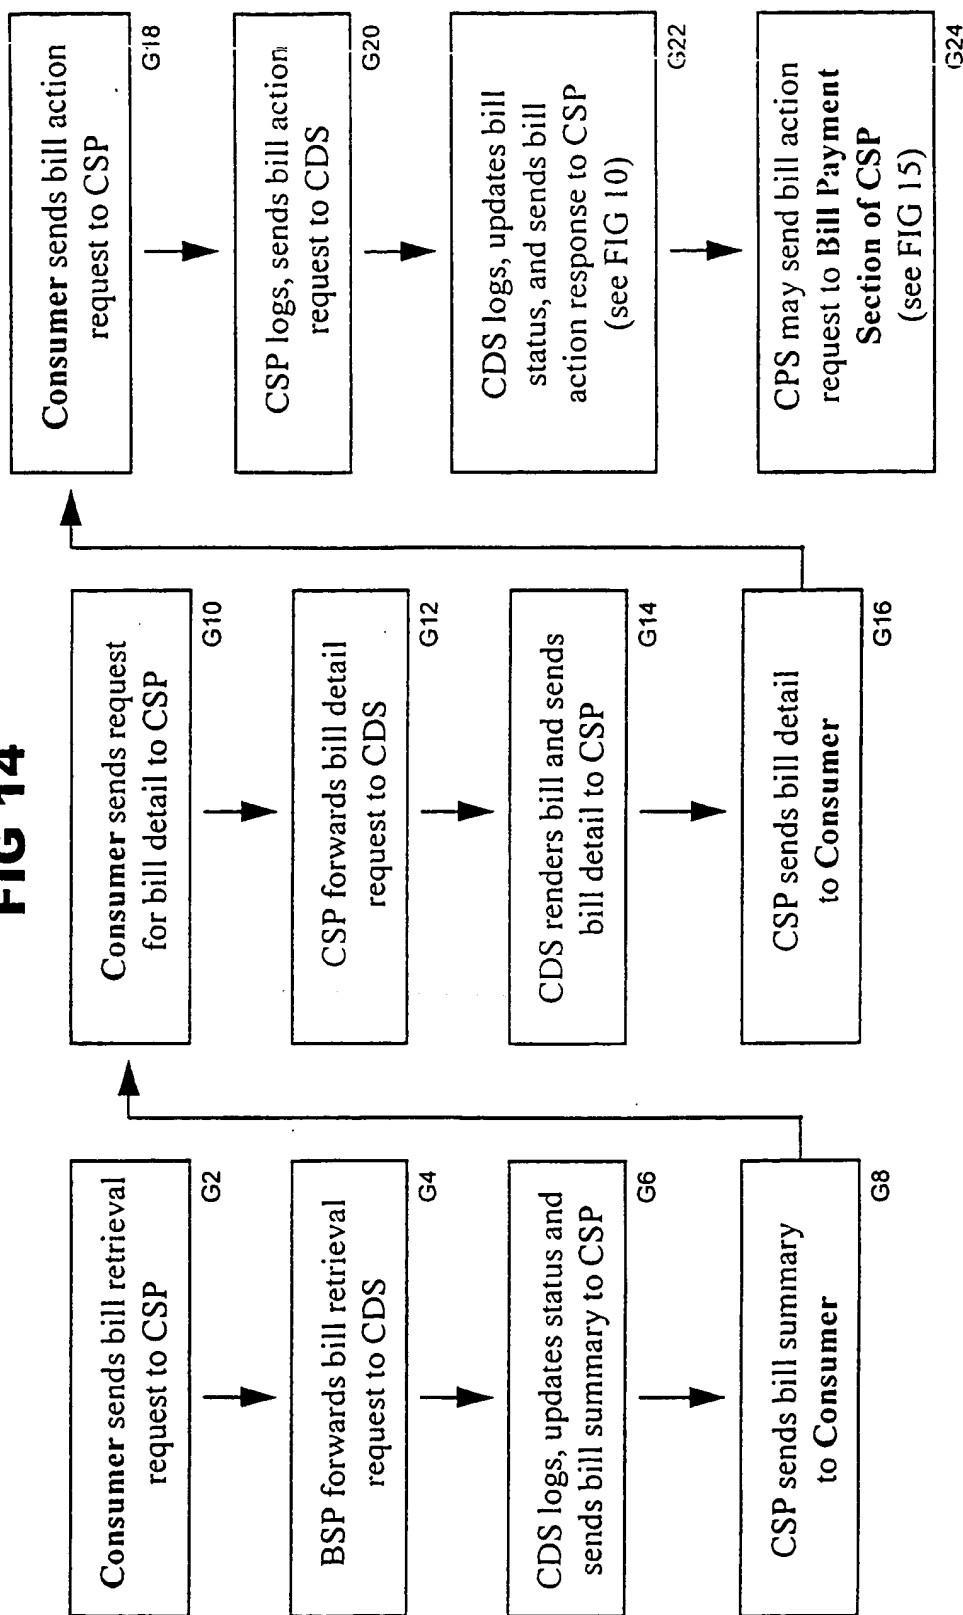 FIG 14
Consumer sends bill retrieval
request to CSP
G2
BSP forwards bill retrieval
request to CDS
G4
CDS logs, updates status and
sends bill summary to CSP
G6
CSP sends bill summary
to Consumer
G8
Consumer sends request
for bill detail to CSP
G10
CSP forwards bill detail
request to CDS
G12
CDS renders bill and sends
bill detail to CSP
G14
CSP sends bill detail
to Consumer
G16
Consumer sends bill action
request to CSP
G18
CSP logs, sends bill action
request to CDS
G20
CDS logs, updates bill
status, and sends bill
action response to CSP
(see FIG 10)
G22
CPS may send bill action
request to Bill Payment
Section of CSP
(see FIG 15)
G24